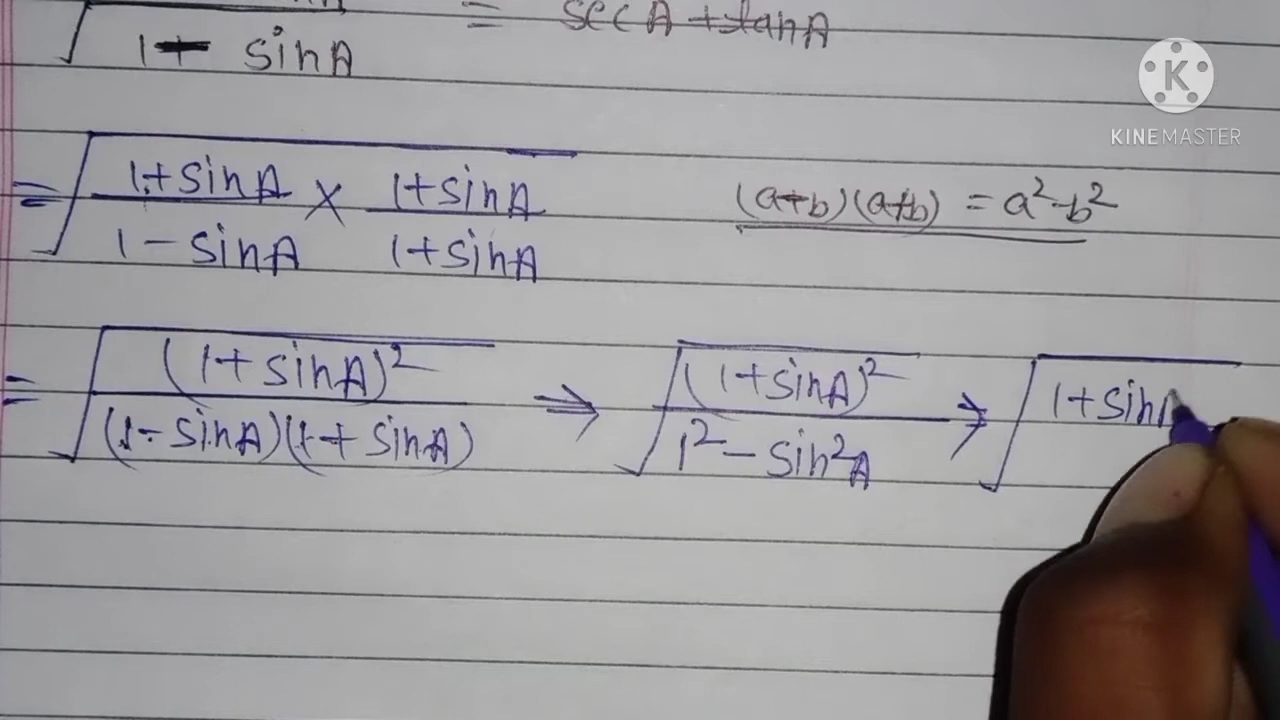 = secA + tanA
√ 1 - sinA
KINEMASTER
= √ 1+sinA / 1-sinA × 1+sinA / 1+sinA
(a-b)(a+b) = a²-b²
= √ (1+sinA)² / (1-sinA)(1+sinA) ⇒ √ (1+sinA)² / 1²-sin²A ⇒ √ 1+sinA